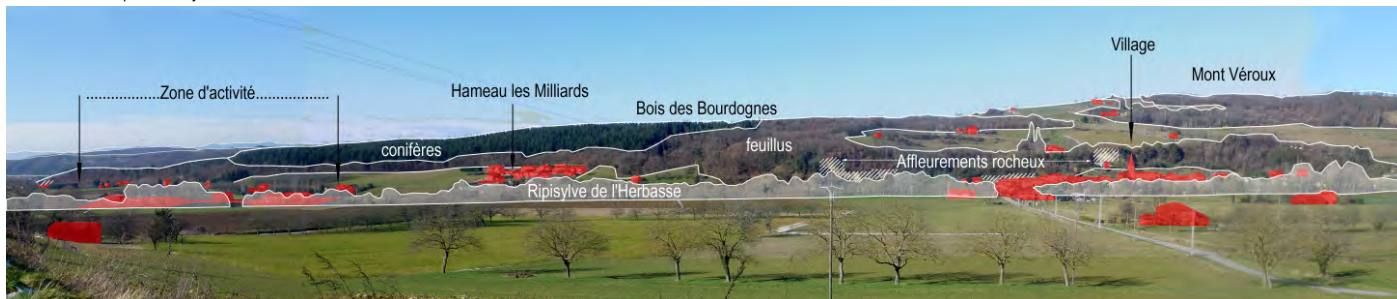 Village
Mont Véroux
Zone d'activité
Hameau les Milliards
Bois des Bourdognes
conifères
feuillus
Affleurements rocheux
Ripisylve de l'Herbasse